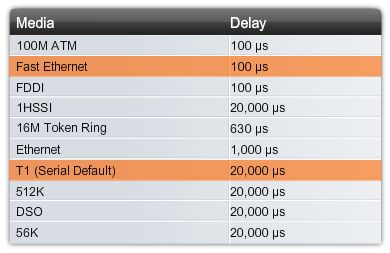 Media Delay
100M ATM 100 µs
Fast Ethernet 100 µs
FDDI 100 µs
1HSSI 20,000 µs
16M Token Ring 630 µs
Ethernet 1,000 µs
T1 (Serial Default) 20,000 µs
512K 20,000 µs
DSO 20,000 µs
56K 20,000 µs